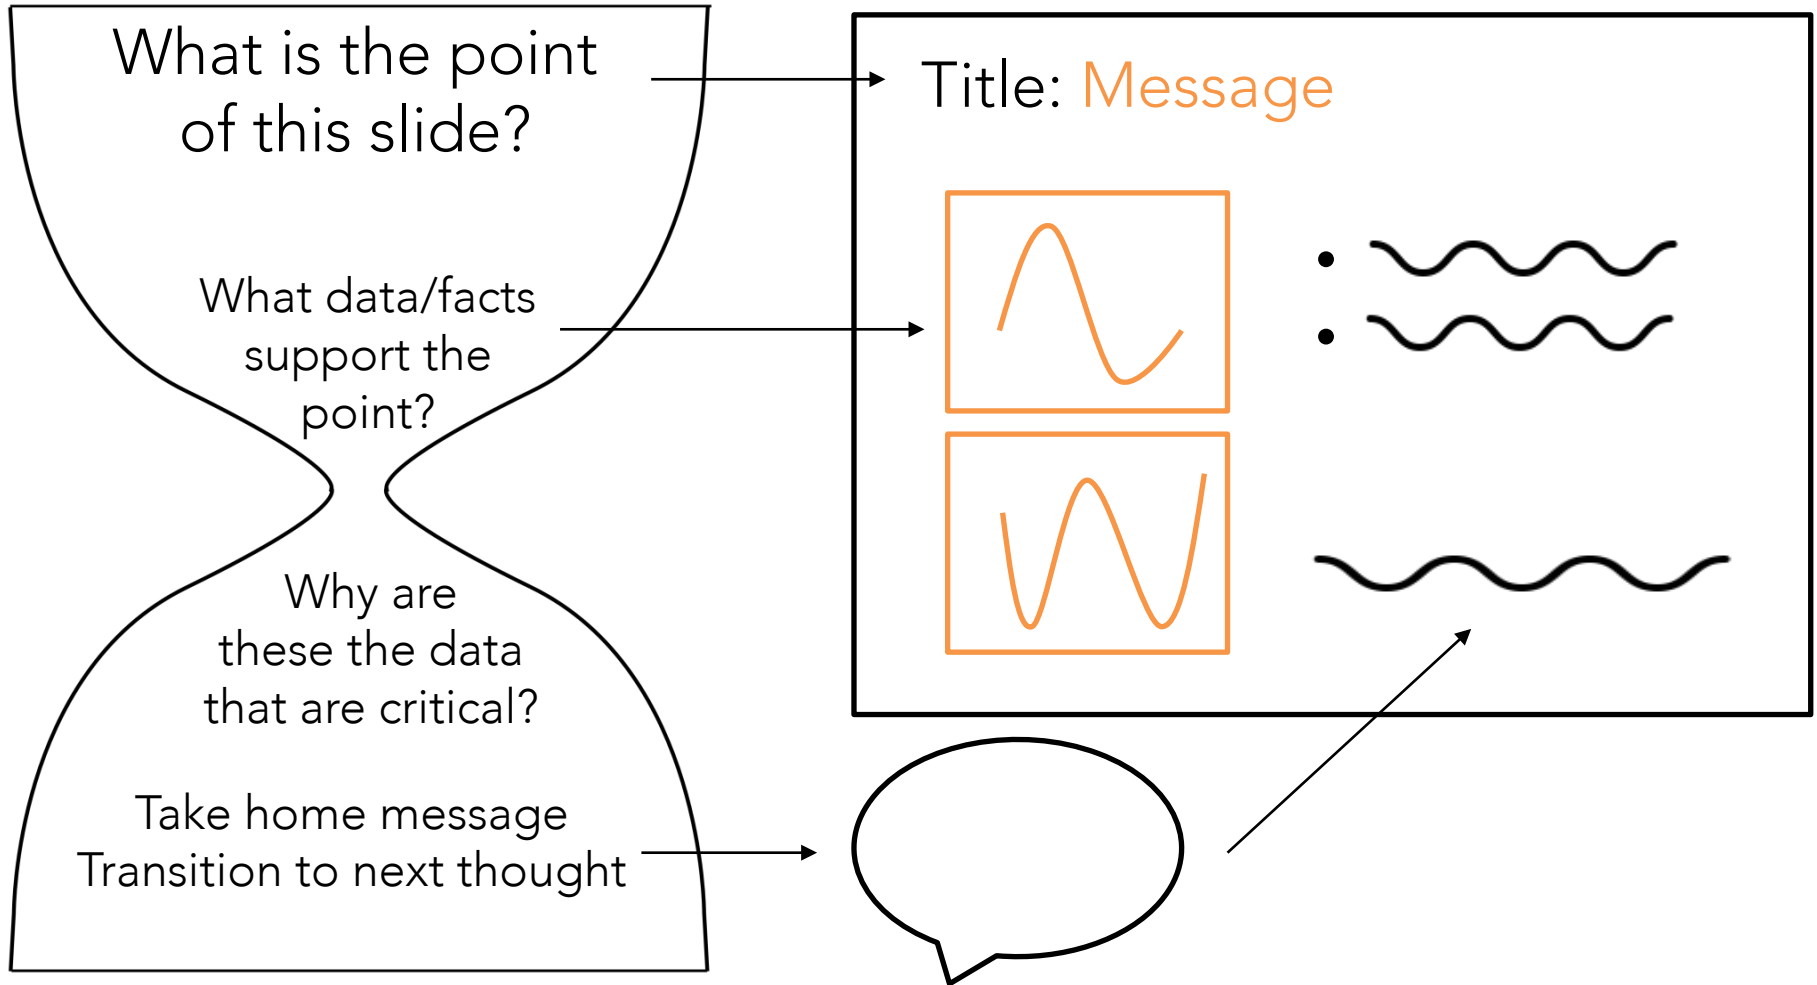 What is the point
of this slide?
What data/facts
support the
point?
Why are
these the data
that are critical?
Take home message
Transition to next thought
Title: Message